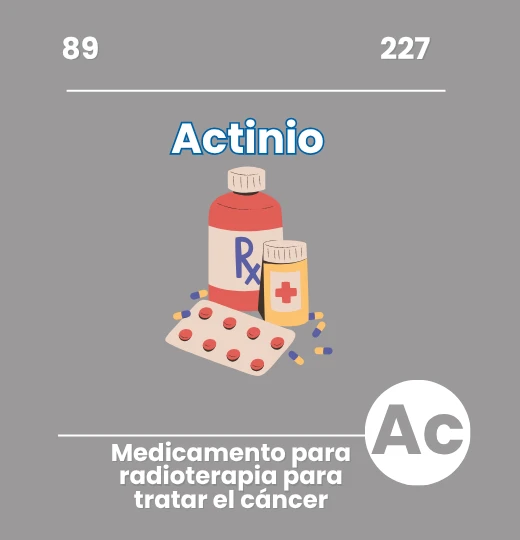 89
227
Actinio
Rx
Ac
Medicamento para
radioterapia para
tratar el cáncer